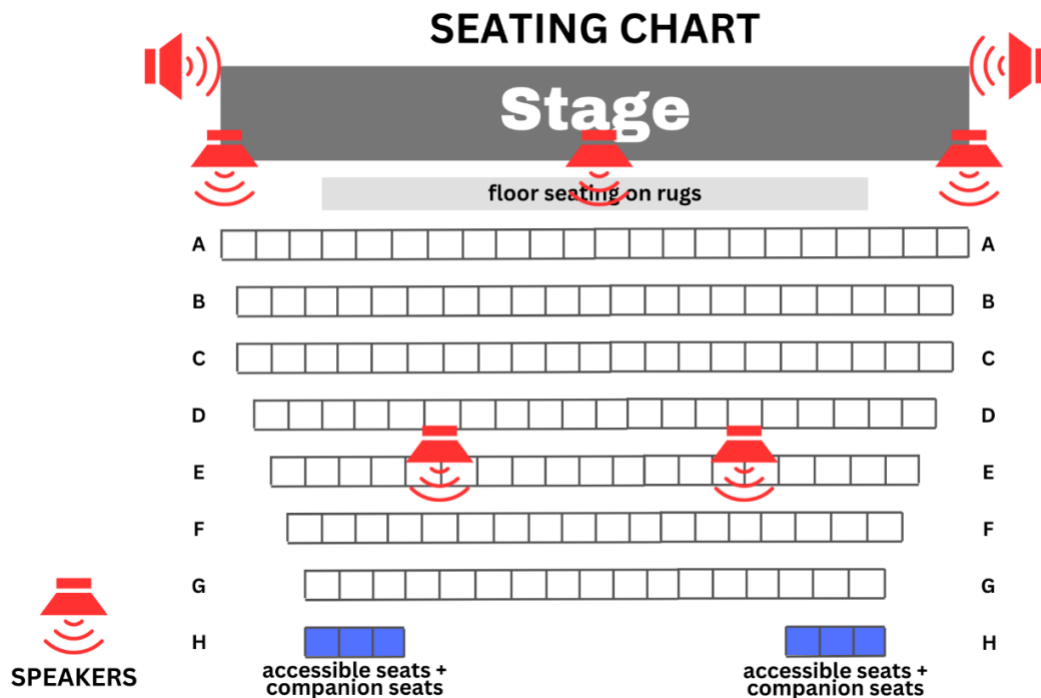 SEATING CHART
Stage
floor seating on rugs
A A
B B
C C
D D
E E
F F
G G
H H
accessible seats + accessible seats +
companion seats companion seats
SPEAKERS